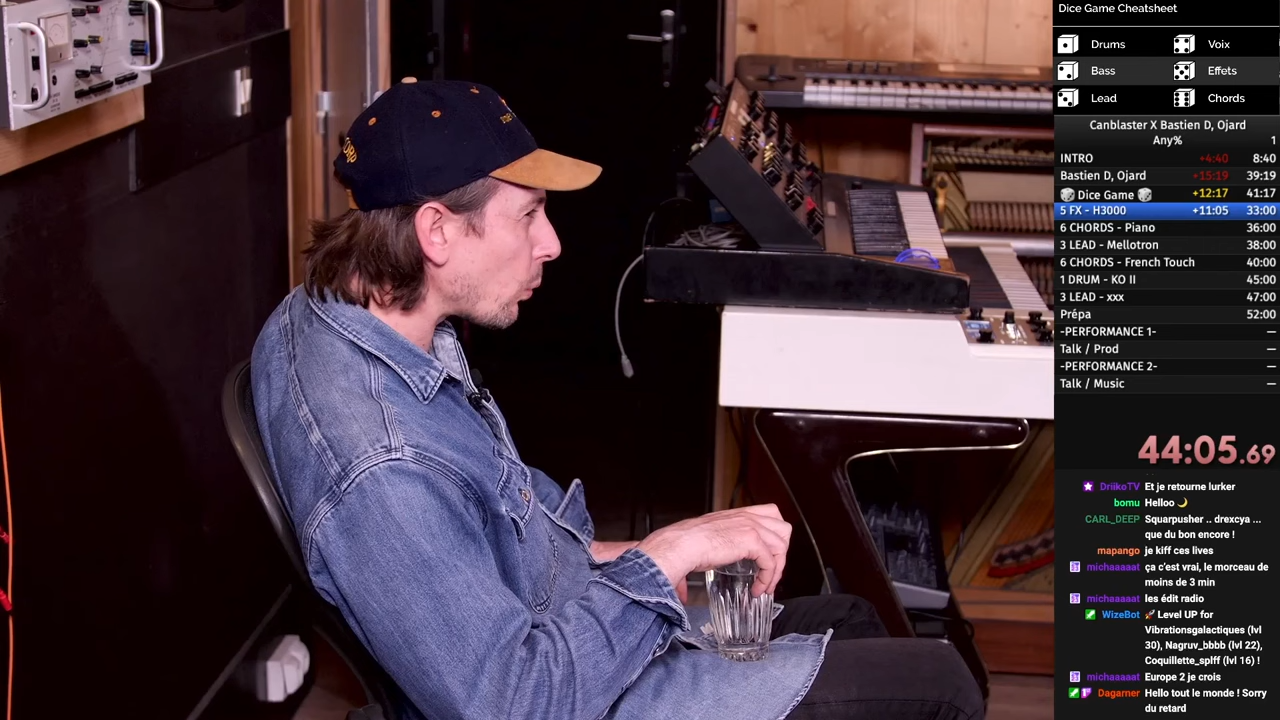 Dice Game Cheatsheet
Drums
Voix
Bass
Effets
Lead
Chords
Canblaster X Bastien D, Ojard
Any% 1
INTRO +4:40 8:40
Bastien D, Ojard +15:19 39:19
Dice Game +12:17 41:17
5 FX - H3000 +11:05 33:00
6 CHORDS - Piano 36:00
3 LEAD - Mellotron 38:00
6 CHORDS - French Touch 40:00
1 DRUM - KO II 45:00
3 LEAD - xxx 47:00
Prépa 52:00
-PERFORMANCE 1- —
Talk / Prod —
-PERFORMANCE 2- —
Talk / Music —
44:05.69
DriikoTV Et je retourne lurker
bomu Helloo 🌙
CARL_DEEP Squarpusher .. drexcya ...
que du bon encore !
mapango je kiff ces lives
michaaaaat ça c'est vrai, le morceau de
moins de 3 min
michaaaaat les édit radio
WizeBot 🚀 Level UP for
Vibrationsgalactiques (lvl
30), Nagruv_bbbb (lvl 22),
Coquillette_splff (lvl 16) !
michaaaaat Europe 2 je crois
Dagarner Hello tout le monde ! Sorry
du retard